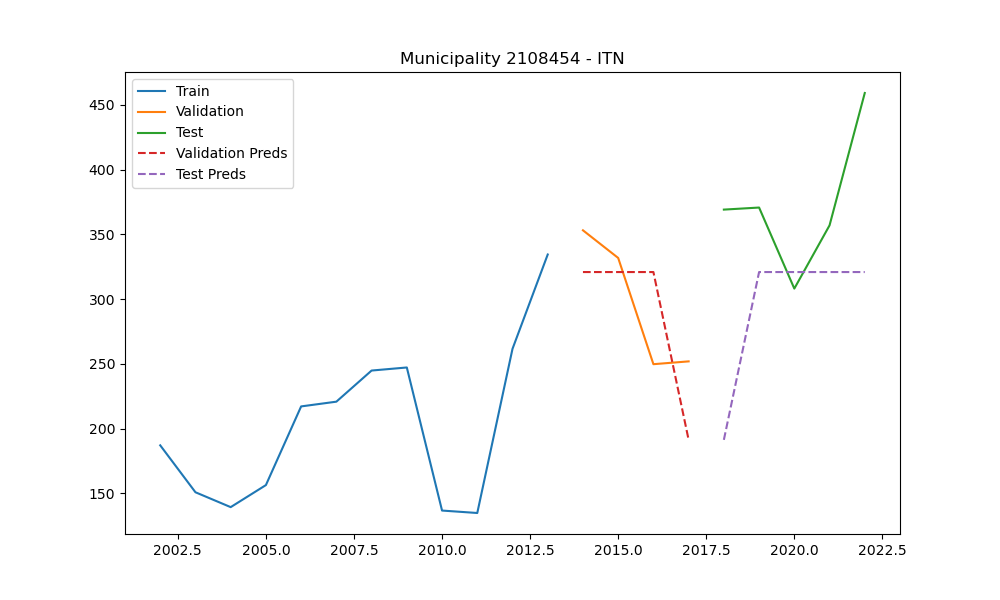 Municipality 2108454 - ITN
Train
Validation
Test
Validation Preds
Test Preds
450
400
350
300
250
200
150
2002.5 2005.0 2007.5 2010.0 2012.5 2015.0 2017.5 2020.0 2022.5